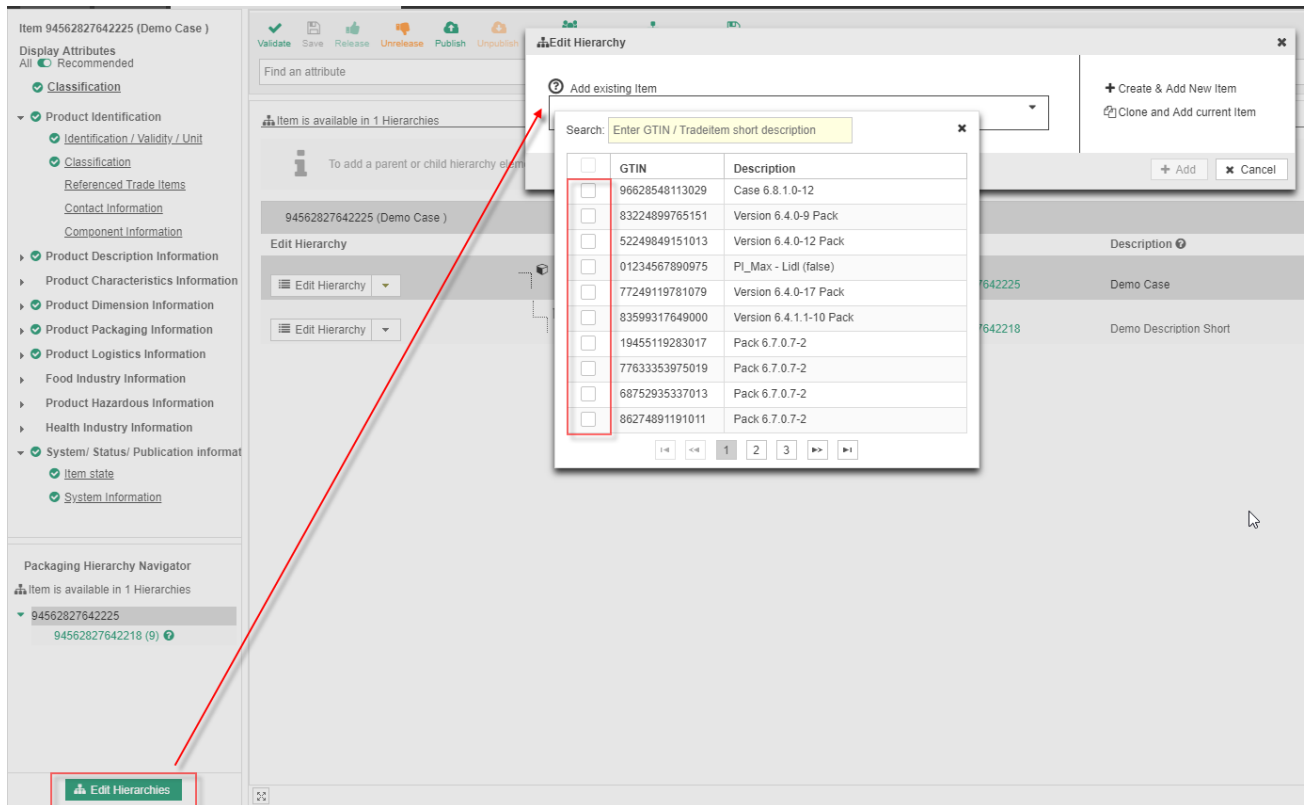 Item 94562827642225 (Demo Case )
Display Attributes
All Recommended
Classification
Product Identification
Identification / Validity / Unit
Classification
Referenced Trade Items
Contact Information
Component Information
Product Description Information
Product Characteristics Information
Product Dimension Information
Product Packaging Information
Product Logistics Information
Food Industry Information
Product Hazardous Information
Health Industry Information
System/ Status/ Publication informat
Item state
System Information
Packaging Hierarchy Navigator
Item is available in 1 Hierarchies
94562827642225
94562827642218 (9)
Edit Hierarchies
Validate Save Release Unrelease Publish Unpublish
Find an attribute
Item is available in 1 Hierarchies
To add a parent or child hierarchy elem
94562827642225 (Demo Case )
Edit Hierarchy
Description
Edit Hierarchy
7642225
Demo Case
Edit Hierarchy
7642218
Demo Description Short
Edit Hierarchy
Add existing Item
Create & Add New Item
Clone and Add current Item
Add
Cancel
Search: Enter GTIN / Tradeitem short description
GTIN Description
96628548113029 Case 6.8.1.0-12
83224899765151 Version 6.4.0-9 Pack
52249849151013 Version 6.4.0-12 Pack
01234567890975 PI_Max - Lidl (false)
77249119781079 Version 6.4.0-17 Pack
83599317649000 Version 6.4.1.1-10 Pack
19455119283017 Pack 6.7.0.7-2
77633353975019 Pack 6.7.0.7-2
68752935337013 Pack 6.7.0.7-2
86274891191011 Pack 6.7.0.7-2
1 2 3